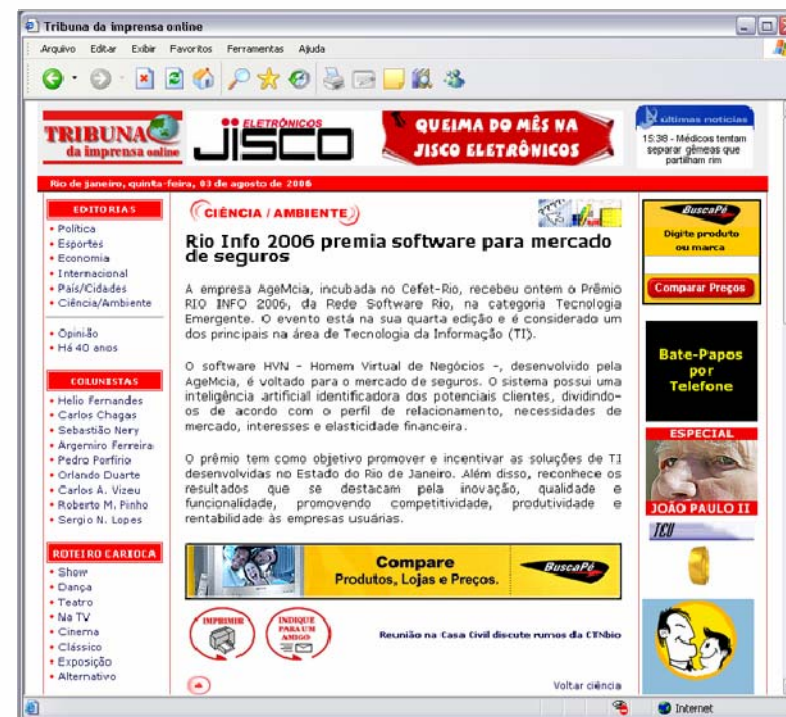 Tribuna da imprensa online
Arquivo Editar Exibir Favoritos Ferramentas Ajuda
TRIBUNA
da imprensa online
ELETRÔNICOS
JISCO
QUEIMA DO MÊS NA
JISCO ELETRÔNICOS
últimas notícias
15:38 - Médicos tentam
separar gêmeas que
partilham rim
Rio de janeiro, quinta-feira, 03 de agosto de 2006
EDITORIAS
• Política
• Esportes
• Economia
• Internacional
• País/Cidades
• Ciência/Ambiente
• Opinião
• Há 40 anos
COLUNISTAS
• Helio Fernandes
• Carlos Chagas
• Sebastião Nery
• Argemiro Ferreira
• Pedro Porfírio
• Orlando Duarte
• Carlos A. Vizeu
• Roberto M. Pinho
• Sergio N. Lopes
ROTEIRO CARIOCA
• Show
• Dança
• Teatro
• Na TV
• Cinema
• Clássico
• Exposição
• Alternativo
CIÊNCIA / AMBIENTE
Rio Info 2006 premia software para mercado
de seguros
A empresa AgeMcia, incubada no Cefet-Rio, recebeu ontem o Prêmio
RIO INFO 2006, da Rede Software Rio, na categoria Tecnologia
Emergente. O evento está na sua quarta edição e é considerado um
dos principais na área de Tecnologia da Informação (TI).
O software HVN - Homem Virtual de Negócios -, desenvolvido pela
AgeMcia, é voltado para o mercado de seguros. O sistema possui uma
inteligência artificial identificadora dos potenciais clientes, dividindo-
os de acordo com o perfil de relacionamento, necessidades de
mercado, interesses e elasticidade financeira.
O prêmio tem como objetivo promover e incentivar as soluções de TI
desenvolvidas no Estado do Rio de Janeiro. Além disso, reconhece os
resultados que se destacam pela inovação, qualidade e
funcionalidade, promovendo competitividade, produtividade e
rentabilidade às empresas usuárias.
Compare
Produtos, Lojas e Preços.
BuscaPé
IMPRIMIR
INDIQUE
PARA UM
AMIGO
Reunião na Casa Civil discute rumos da CTNbio
Voltar ciência
BuscaPé
Digite produto
ou marca
Comparar Preços
Bate-Papos
por
Telefone
ESPECIAL
JOÃO PAULO II
TCU
Internet